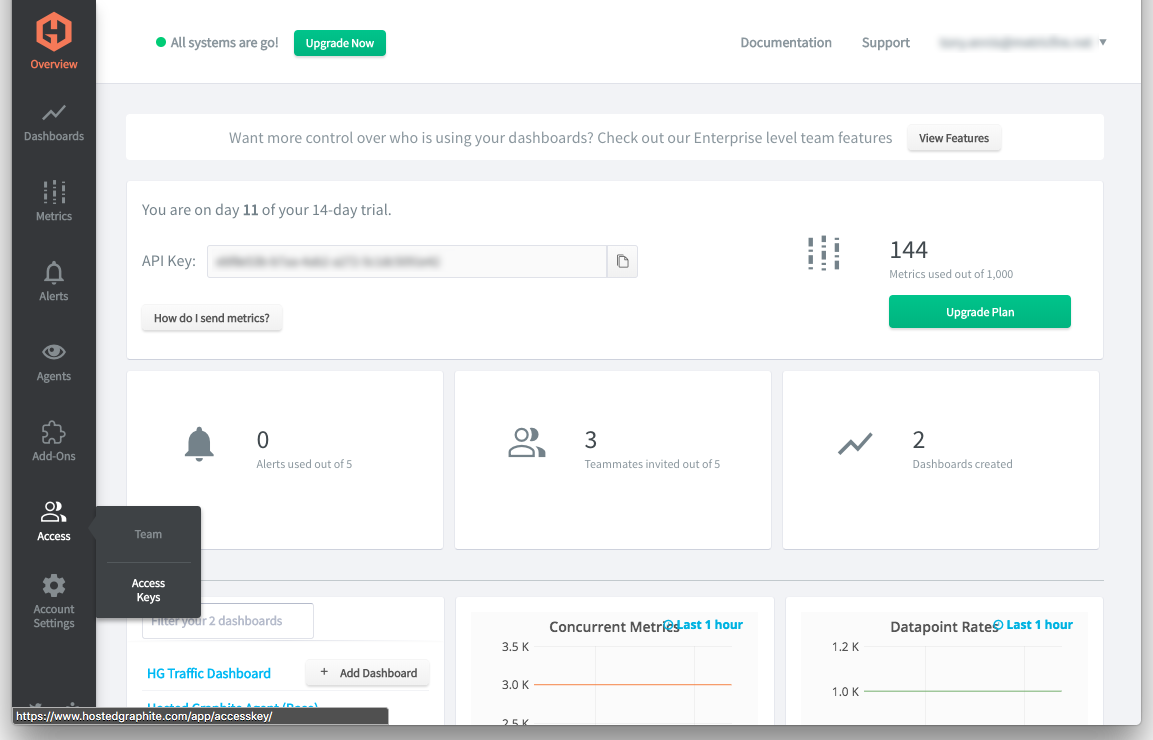 Overview
Dashboards
Metrics
Alerts
Agents
Add-Ons
Access
Account
Settings
Team
Access
Keys
All systems are go!
Upgrade Now
Documentation
Support
Want more control over who is using your dashboards? Check out our Enterprise level team features
View Features
You are on day 11 of your 14-day trial.
API Key:
How do I send metrics?
144
Metrics used out of 1,000
Upgrade Plan
0
Alerts used out of 5
3
Teammates invited out of 5
2
Dashboards created
Filter your 2 dashboards
HG Traffic Dashboard
+ Add Dashboard
Hosted Graphite Agent (Base)
Concurrent Metrics
Last 1 hour
3.5 K
3.0 K
2.5 K
Datapoint Rates
Last 1 hour
1.2 K
1.0 K
https://www.hostedgraphite.com/app/accesskey/